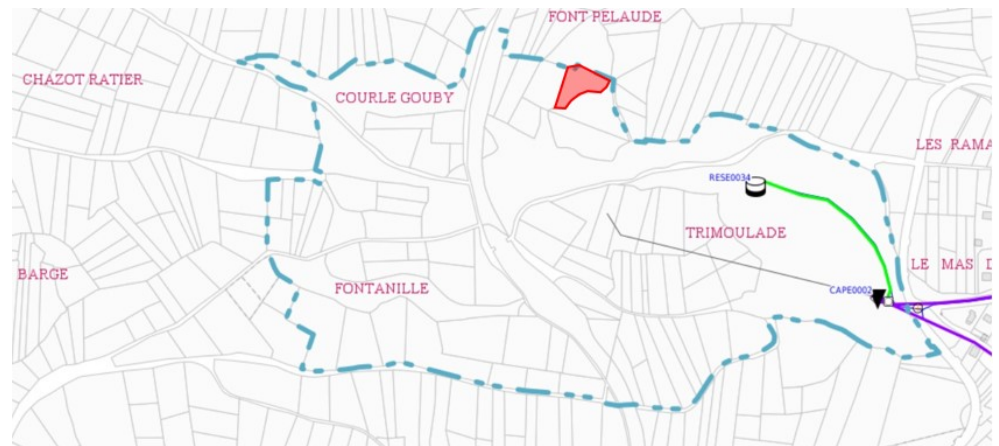 FONT PELAUDE
CHAZOT RATIER
COURLE GOUBY
LES RAMA
RESE0034
TRIMOULADE
LE MAS D
BARGE
FONTANILLE
CAPE0002